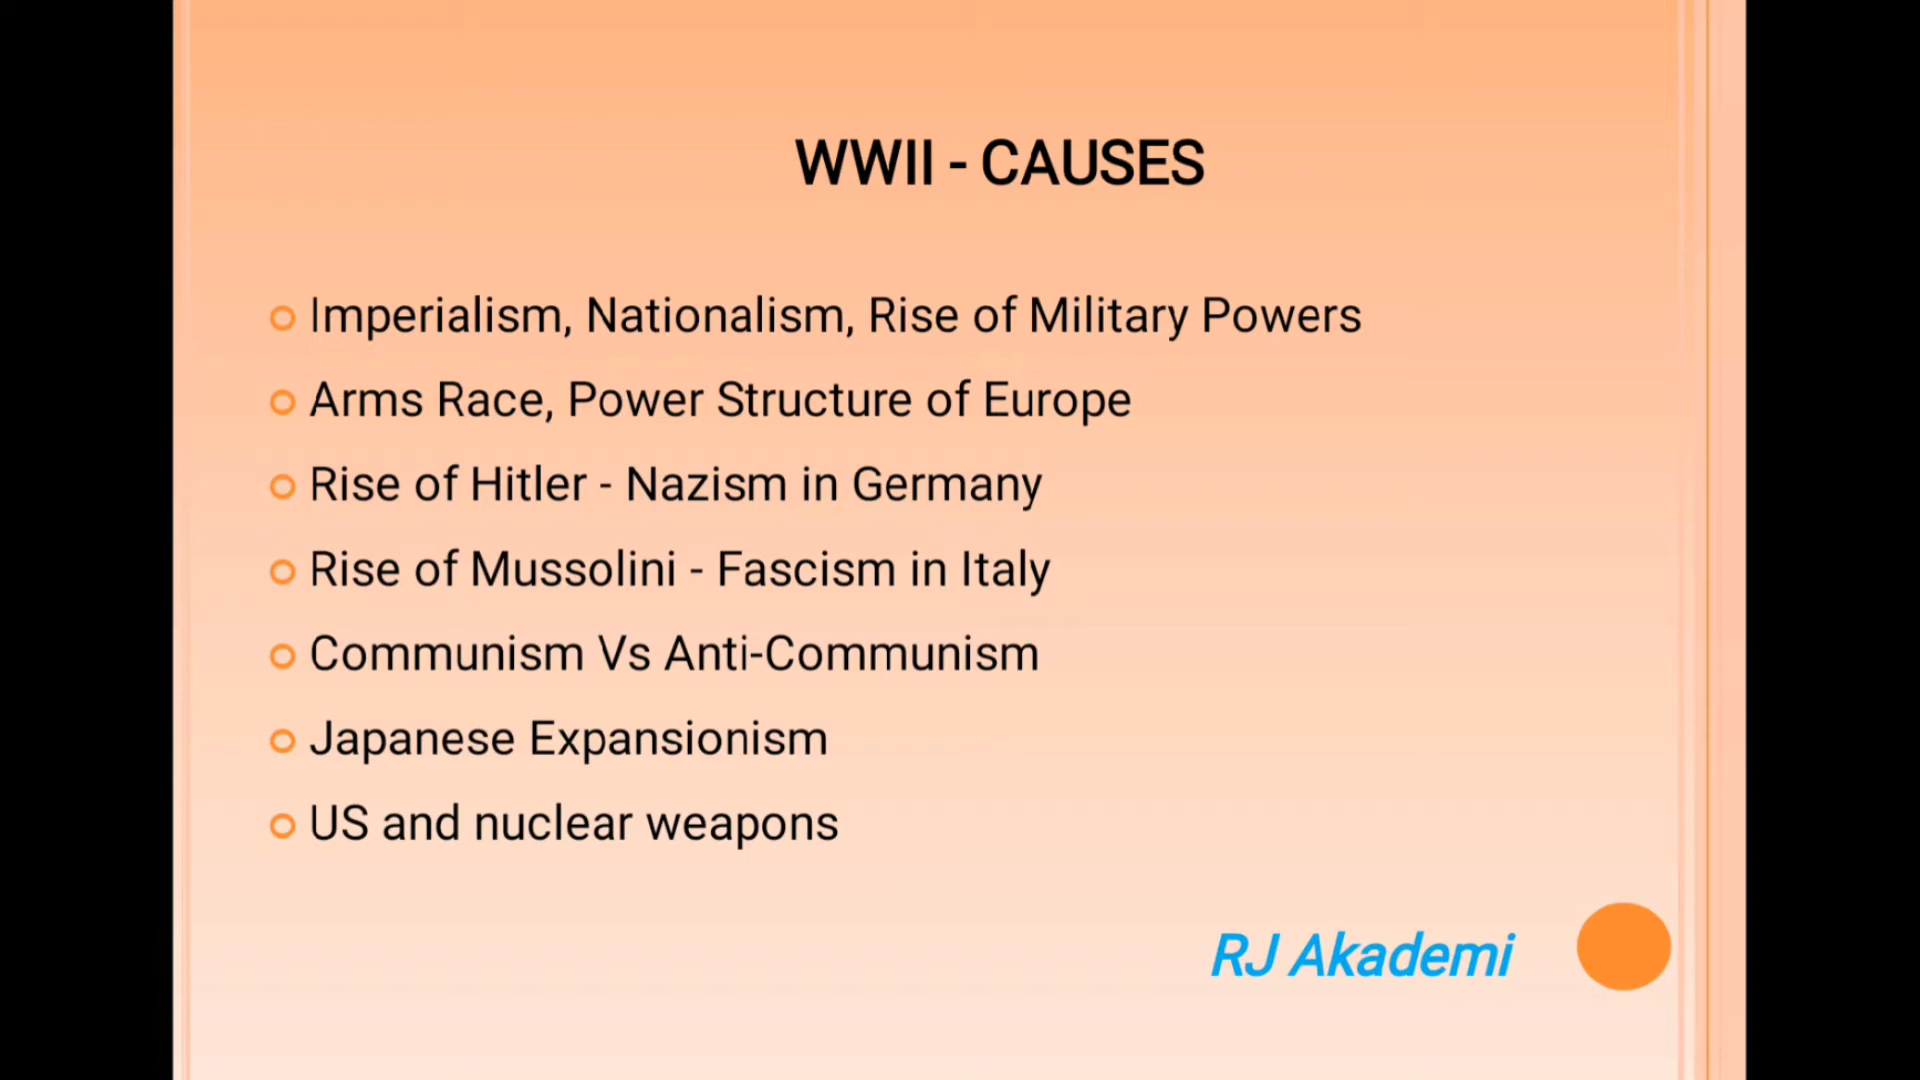 WWII - CAUSES
Imperialism, Nationalism, Rise of Military Powers
Arms Race, Power Structure of Europe
Rise of Hitler - Nazism in Germany
Rise of Mussolini - Fascism in Italy
Communism Vs Anti-Communism
Japanese Expansionism
US and nuclear weapons
RJ Akademi